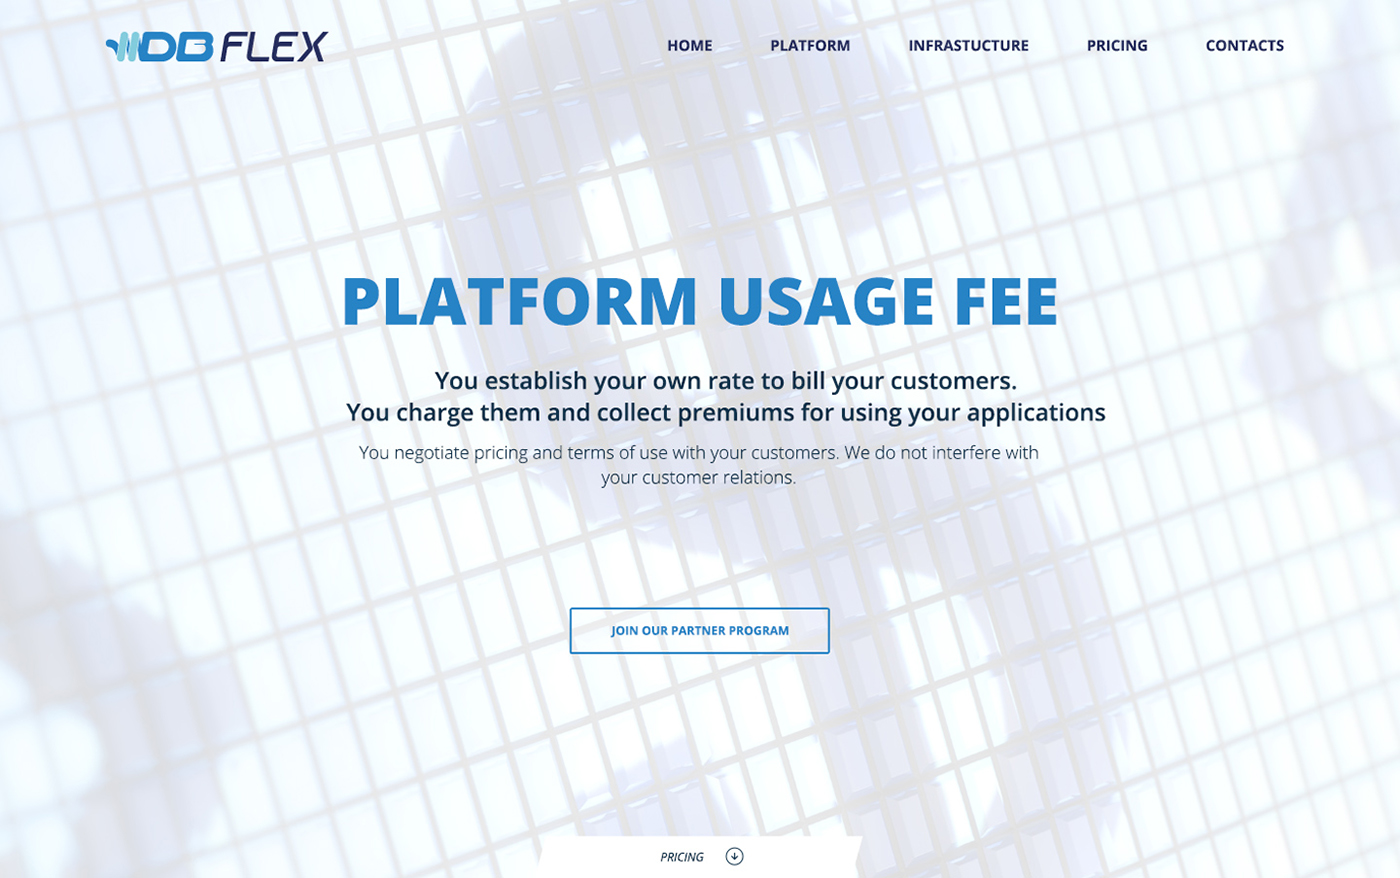 DB FLEX
HOME PLATFORM INFRASTUCTURE PRICING CONTACTS
PLATFORM USAGE FEE
You establish your own rate to bill your customers.
You charge them and collect premiums for using your applications
You negotiate pricing and terms of use with your customers. We do not interfere with
your customer relations.
JOIN OUR PARTNER PROGRAM
PRICING